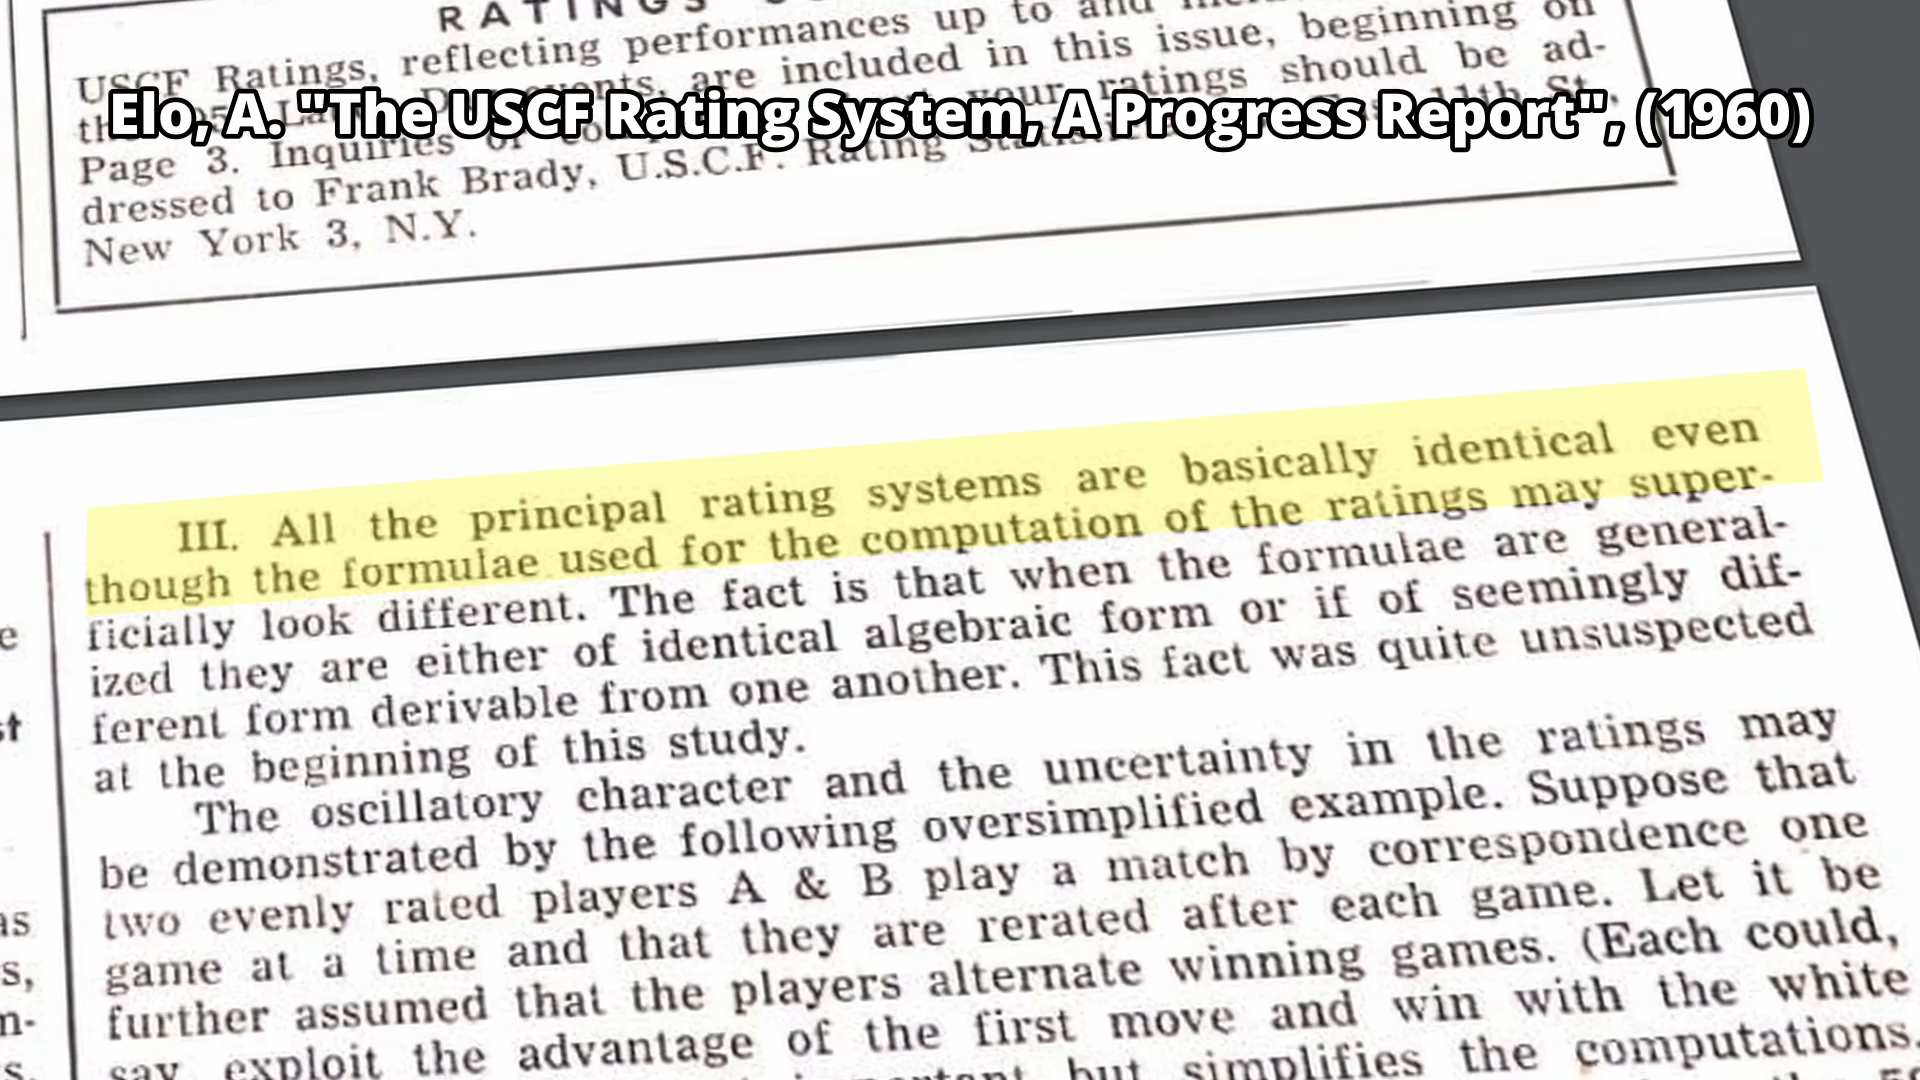 RATINGS
USCF Ratings, reflecting performances up to and
are included in this issue, beginning on
your ratings should be ad-
Elo, A. "The USCF Rating System, A Progress Report", (1960)
Page 3. Inquiries or
dressed to Frank Brady, U.S.C.F. Rating
New York 3, N.Y.
III. All the principal rating systems are basically identical even
though the formulae used for the computation of the ratings may super-
ficially look different. The fact is that when the formulae are general-
ized they are either of identical algebraic form or if of seemingly dif-
ferent form derivable from one another. This fact was quite unsuspected
at the beginning of this study.
The oscillatory character and the uncertainty in the ratings may
be demonstrated by the following oversimplified example. Suppose that
two evenly rated players A & B play a match by correspondence one
game at a time and that they are rerated after each game. Let it be
further assumed that the players alternate winning games. (Each could,
say, exploit the advantage of the first move and win with the white
but simplifies the computations.